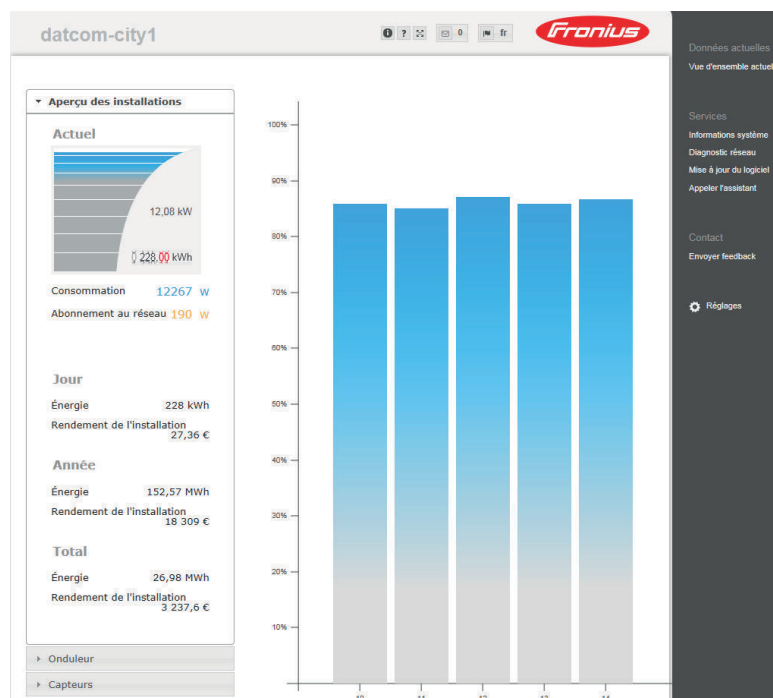 datcom-city1
? 0 fr
Fronius
Données actuelles
Vue d'ensemble actuel
Services
Informations système
Diagnostic réseau
Mise à jour du logiciel
Appeler l'assistant
Contact
Envoyer feedback
Réglages
Aperçu des installations
Actuel
12,08 kW
228,00 kWh
Consommation 12267 W
Abonnement au réseau 190 W
Jour
Énergie 228 kWh
Rendement de l'installation
27,36 €
Année
Énergie 152,57 MWh
Rendement de l'installation
18 309 €
Total
Énergie 26,98 MWh
Rendement de l'installation
3 237,6 €
Onduleur
Capteurs
100%
90%
80%
70%
60%
50%
40%
30%
20%
10%